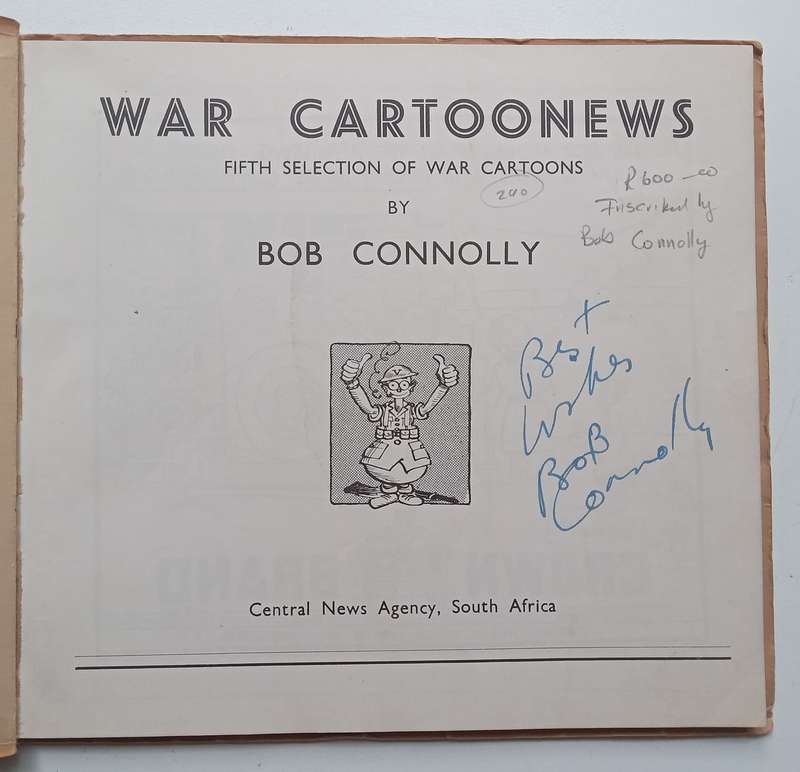 WAR CARTOONEWS
FIFTH SELECTION OF WAR CARTOONS
240
BY
BOB CONNOLLY
R600-00
Inscribed by
Bob Connolly
Best
Wishes
Bob
Connolly
V
Central News Agency, South Africa